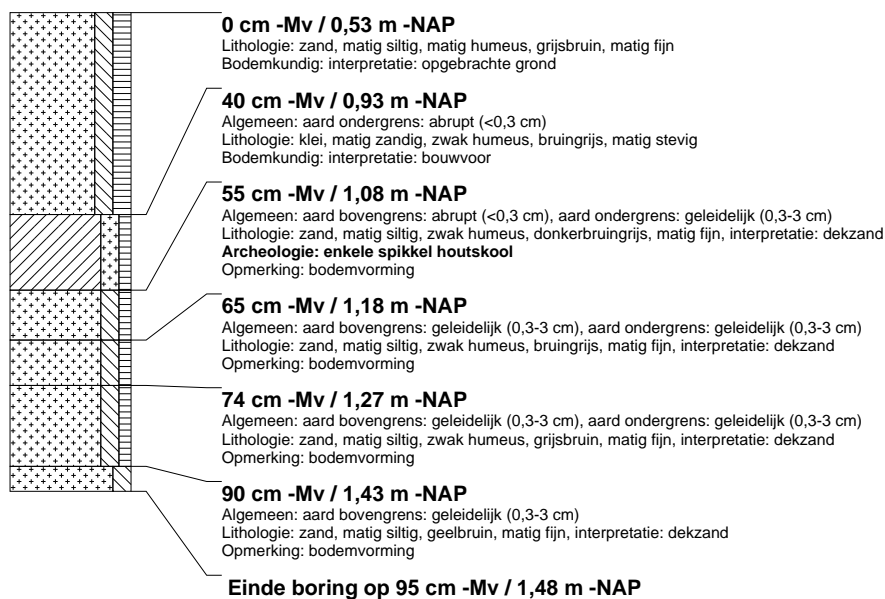 0 cm -Mv / 0,53 m -NAP
Lithologie: zand, matig siltig, matig humeus, grijsbruin, matig fijn
Bodemkundig: interpretatie: opgebrachte grond
40 cm -Mv / 0,93 m -NAP
Algemeen: aard ondergrens: abrupt (<0,3 cm)
Lithologie: klei, matig zandig, zwak humeus, bruingrijs, matig stevig
Bodemkundig: interpretatie: bouwvoor
55 cm -Mv / 1,08 m -NAP
Algemeen: aard bovengrens: abrupt (<0,3 cm), aard ondergrens: geleidelijk (0,3-3 cm)
Lithologie: zand, matig siltig, zwak humeus, donkerbruingrijs, matig fijn, interpretatie: dekzand
Archeologie: enkele spikkel houtskool
Opmerking: bodemvorming
65 cm -Mv / 1,18 m -NAP
Algemeen: aard bovengrens: geleidelijk (0,3-3 cm), aard ondergrens: geleidelijk (0,3-3 cm)
Lithologie: zand, matig siltig, zwak humeus, bruingrijs, matig fijn, interpretatie: dekzand
Opmerking: bodemvorming
74 cm -Mv / 1,27 m -NAP
Algemeen: aard bovengrens: geleidelijk (0,3-3 cm), aard ondergrens: geleidelijk (0,3-3 cm)
Lithologie: zand, matig siltig, zwak humeus, grijsbruin, matig fijn, interpretatie: dekzand
Opmerking: bodemvorming
90 cm -Mv / 1,43 m -NAP
Algemeen: aard bovengrens: geleidelijk (0,3-3 cm)
Lithologie: zand, matig siltig, geelbruin, matig fijn, interpretatie: dekzand
Opmerking: bodemvorming
Einde boring op 95 cm -Mv / 1,48 m -NAP